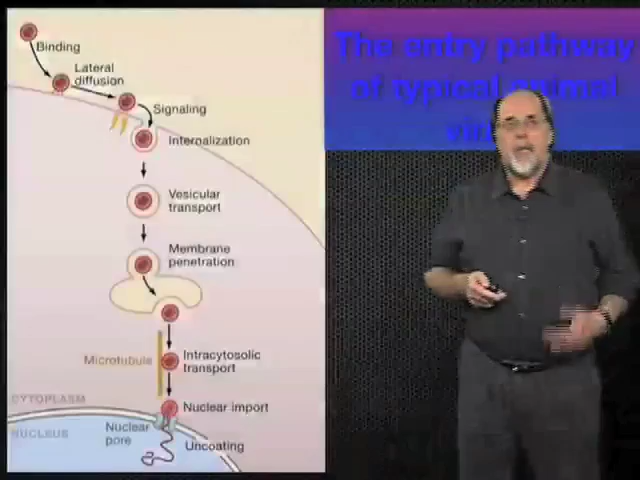 Binding
Lateral
diffusion
Signaling
Internalization
Vesicular
transport
Membrane
penetration
Microtubule
Intracytosolic
transport
CYTOPLASM
Nuclear import
NUCLEUS
Nuclear
pore
Uncoating
The entry pathway
of typical animal